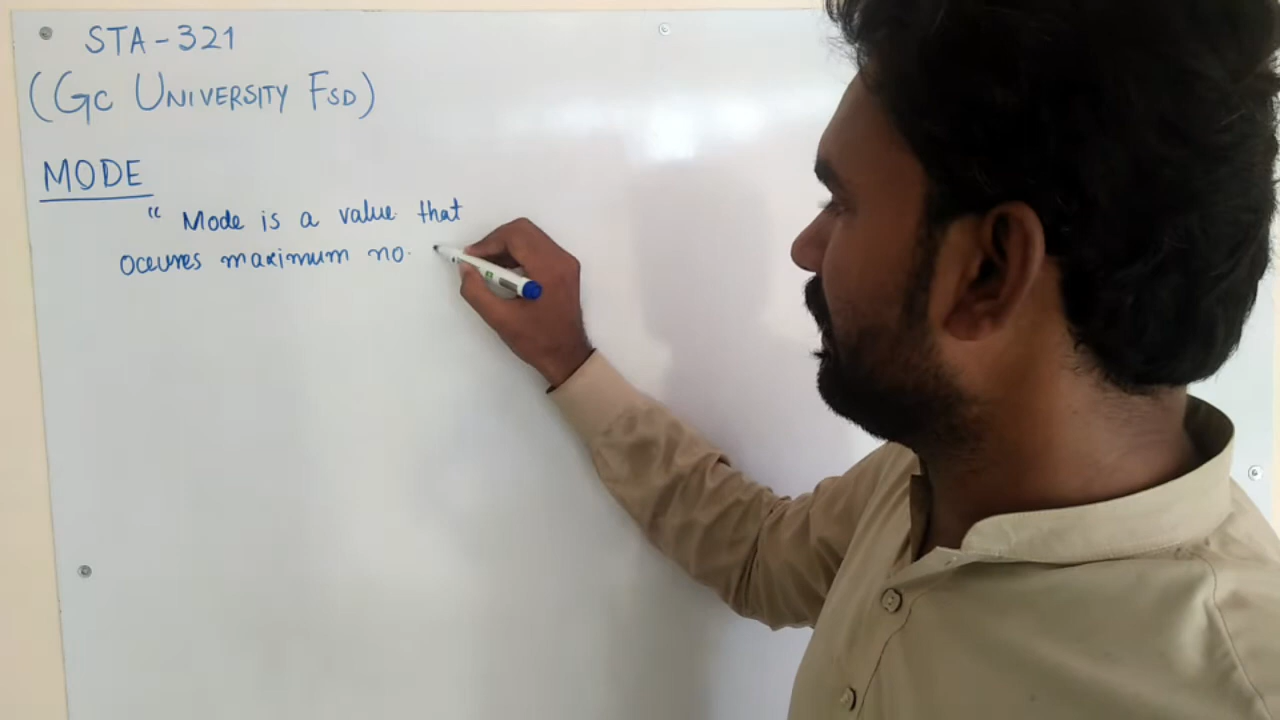 STA-321
(GC UNIVERSITY FSD)
MODE
“ Mode is a value that
occures maximum no.